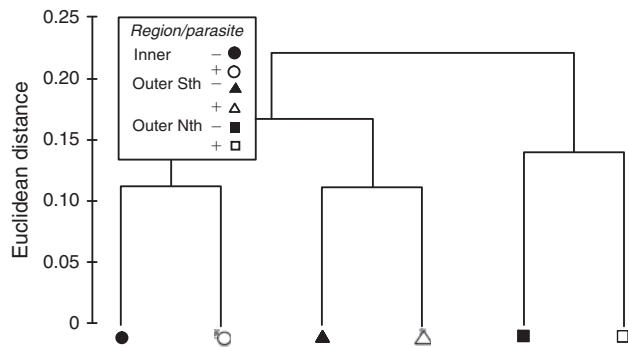 Euclidean distance
0.25
0.20
0.15
0.10
0.05
0
Region/parasite
Inner −
+
Outer Sth −
+
Outer Nth −
+